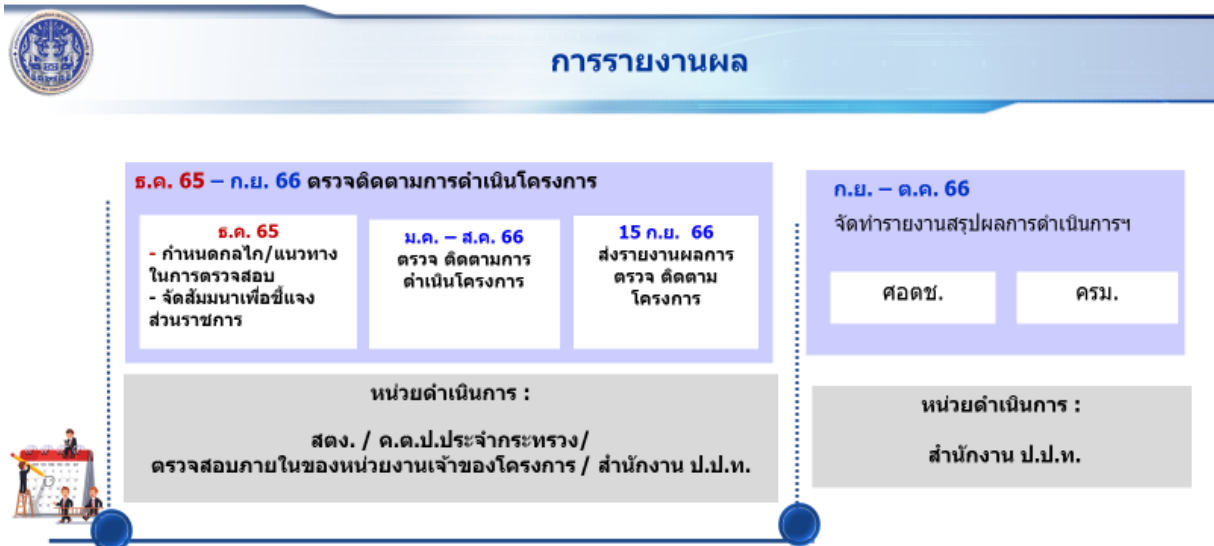 การรายงานผล
ธ.ค. 65 – ก.ย. 66 ตรวจติดตามการดำเนินโครงการ
ธ.ค. 65
- กำหนดกลไก/แนวทาง
ในการตรวจสอบ
- จัดสัมมนาเพื่อชี้แจง
ส่วนราชการ
ม.ค. – ส.ค. 66
ตรวจ ติดตามการ
ดำเนินโครงการ
15 ก.ย. 66
ส่งรายงานผลการ
ตรวจ ติดตาม
โครงการ
หน่วยดำเนินการ :
สตง. / ค.ต.ป.ประจำกระทรวง/
ตรวจสอบภายในของหน่วยงานเจ้าของโครงการ / สำนักงาน ป.ป.ท.
ก.ย. – ต.ค. 66
จัดทำรายงานสรุปผลการดำเนินการฯ
ศอตช.
ครม.
หน่วยดำเนินการ :
สำนักงาน ป.ป.ท.